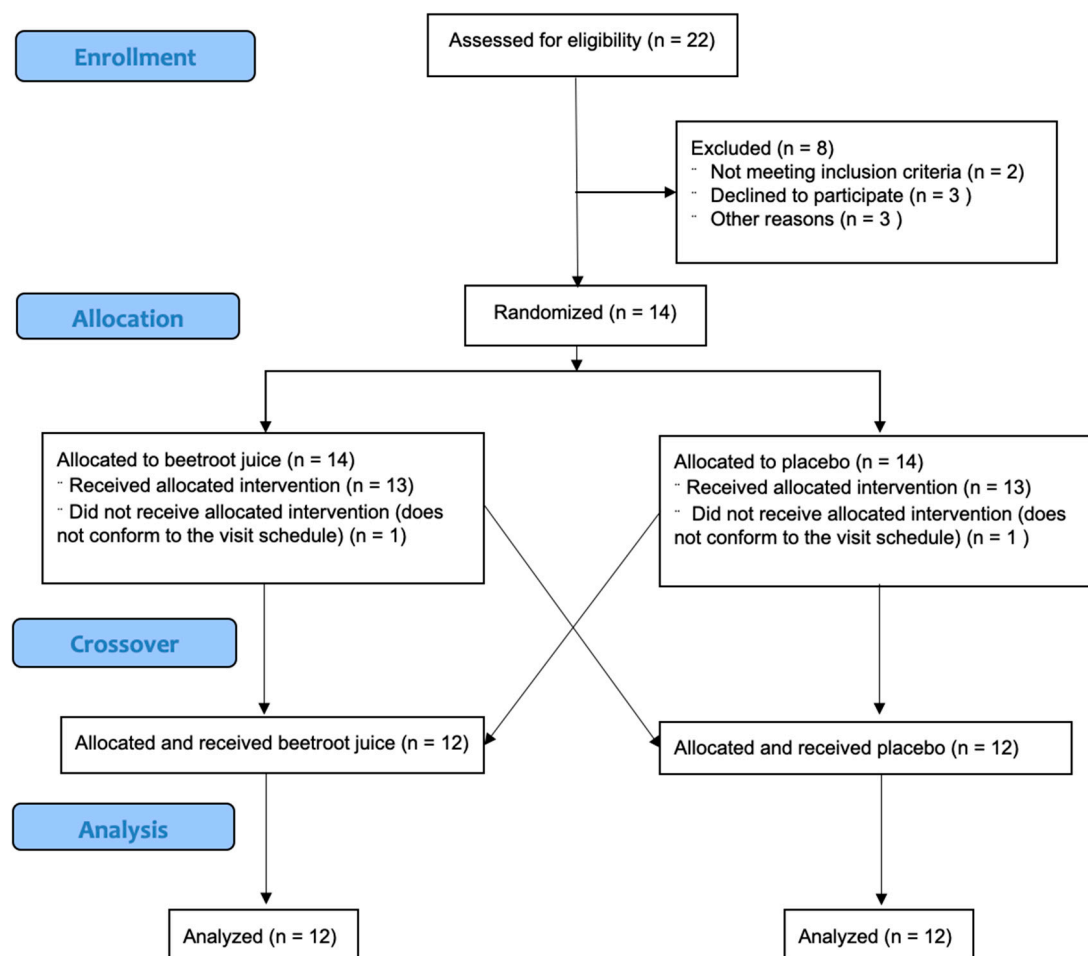 Enrollment
Assessed for eligibility (n = 22)
Excluded (n = 8)
¨ Not meeting inclusion criteria (n = 2)
¨ Declined to participate (n = 3 )
¨ Other reasons (n = 3 )
Allocation
Randomized (n = 14)
Allocated to beetroot juice (n = 14)
¨ Received allocated intervention (n = 13)
¨ Did not receive allocated intervention (does
not conform to the visit schedule) (n = 1)
Allocated to placebo (n = 14)
¨ Received allocated intervention (n = 13)
¨ Did not receive allocated intervention (does
not conform to the visit schedule) (n = 1 )
Crossover
Allocated and received beetroot juice (n = 12)
Allocated and received placebo (n = 12)
Analysis
Analyzed (n = 12)
Analyzed (n = 12)